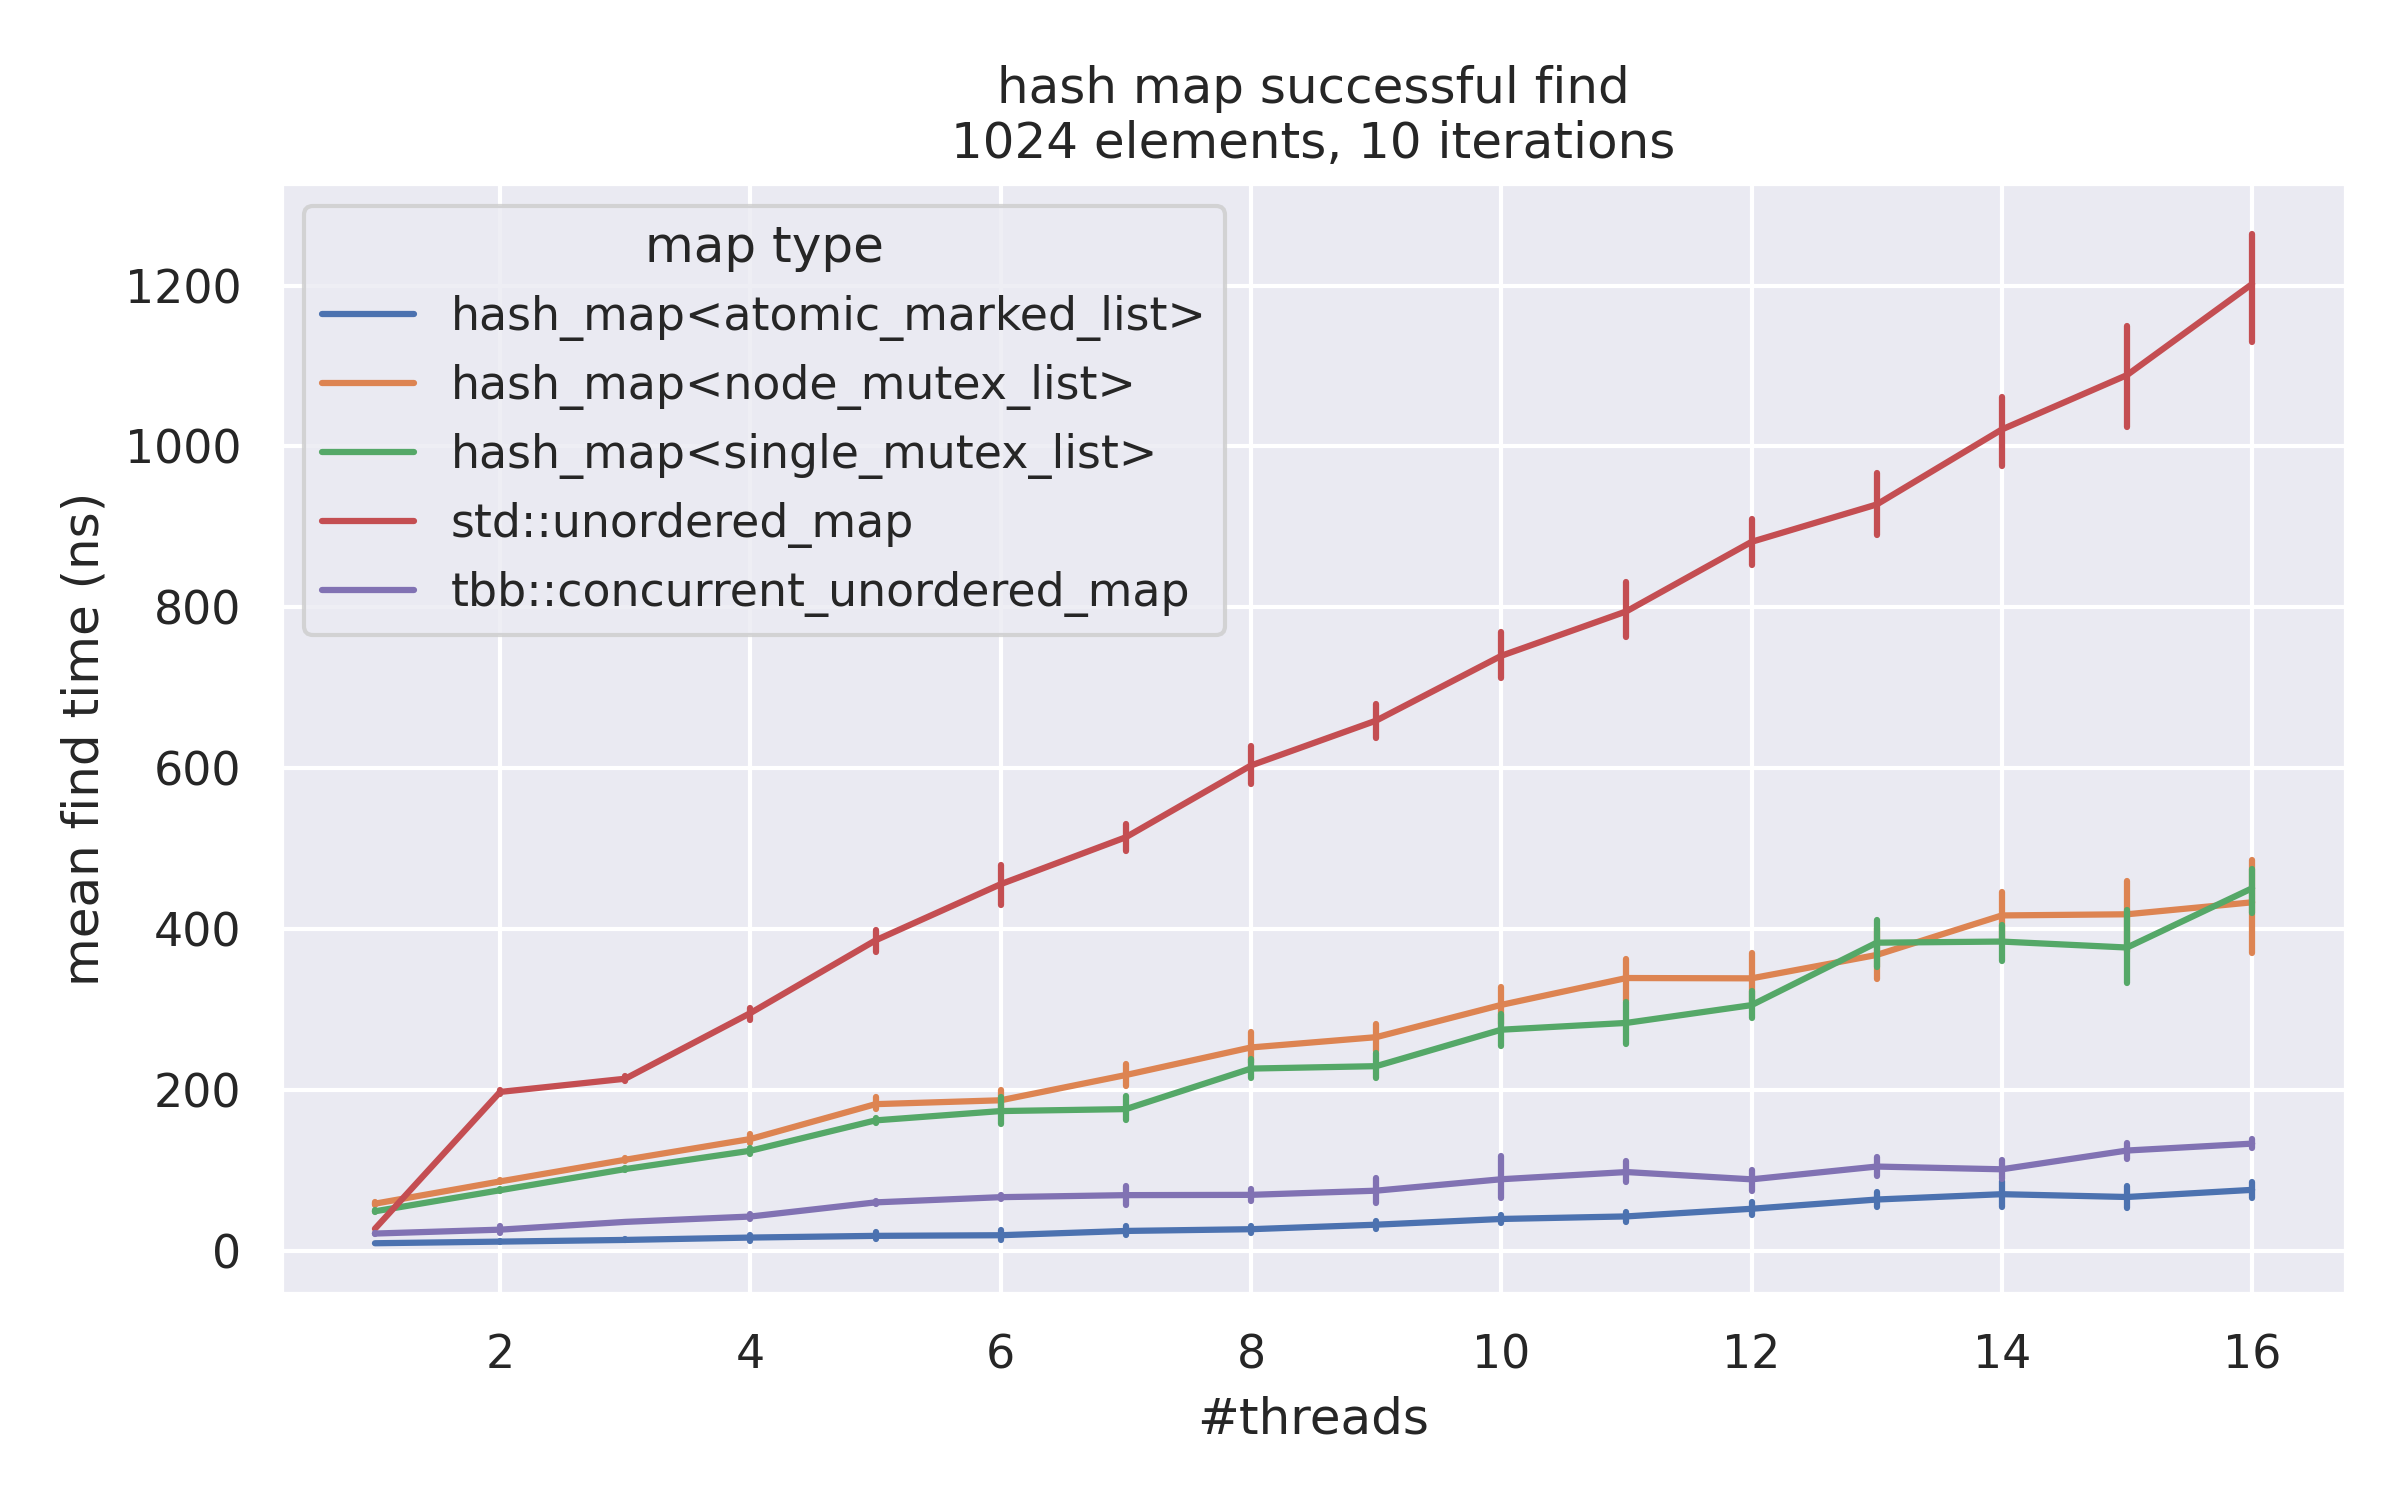 hash map successful find
1024 elements, 10 iterations
map type
hash_map<atomic_marked_list>
hash_map<node_mutex_list>
hash_map<single_mutex_list>
std::unordered_map
tbb::concurrent_unordered_map
mean find time (ns)
1200
1000
800
600
400
200
0
2 4 6 8 10 12 14 16
#threads